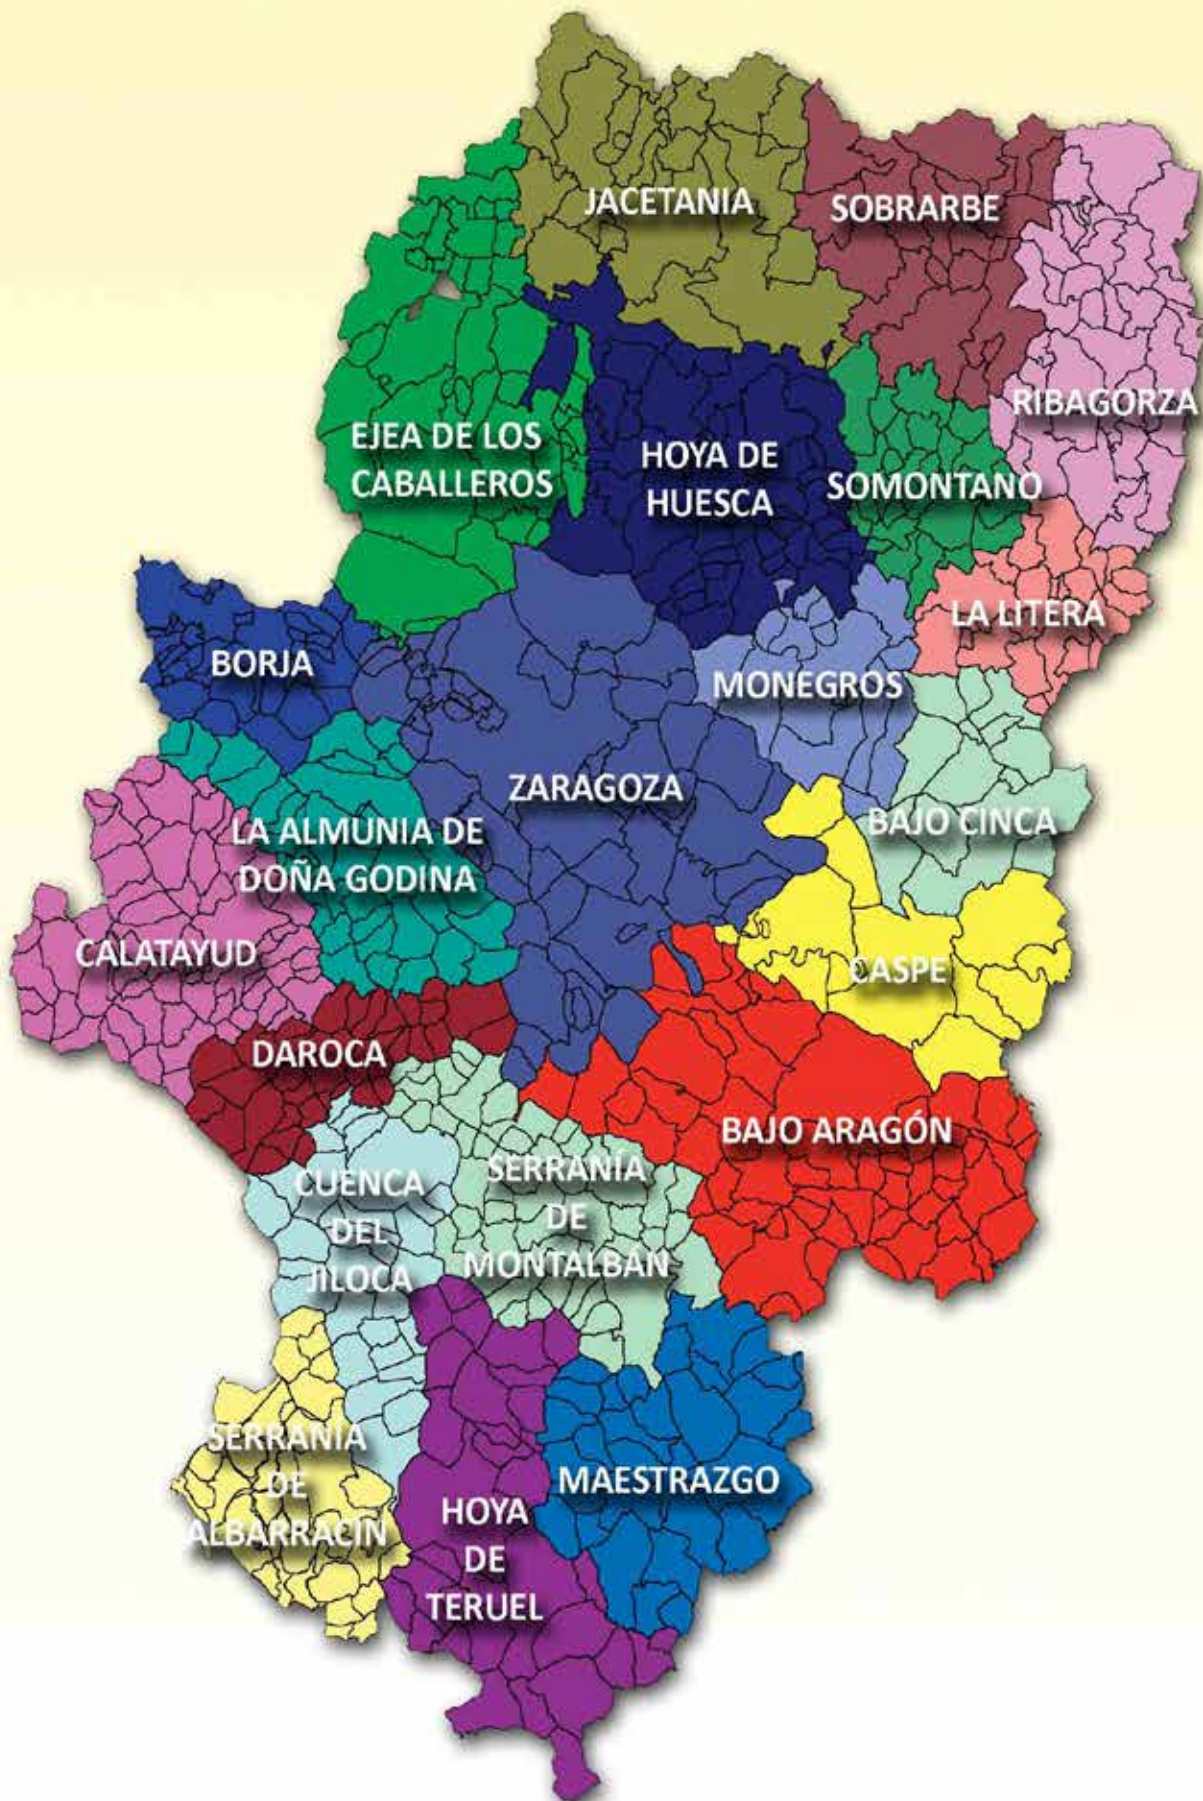 JACETANIA
SOBRARBE
RIBAGORZA
EJEA DE LOS
CABALLEROS
HOYA DE
HUESCA
SOMONTANO
LA LITERA
BORJA
MONEGROS
ZARAGOZA
BAJO CINCA
LA ALMUNIA DE
DOÑA GODINA
CALATAYUD
CASPE
DAROCA
BAJO ARAGÓN
CUENCA
DEL
JILOCA
SERRANÍA
DE
MONTALBÁN
SERRANÍA
DE
ALBARRACÍN
MAESTRAZGO
HOYA
DE
TERUEL